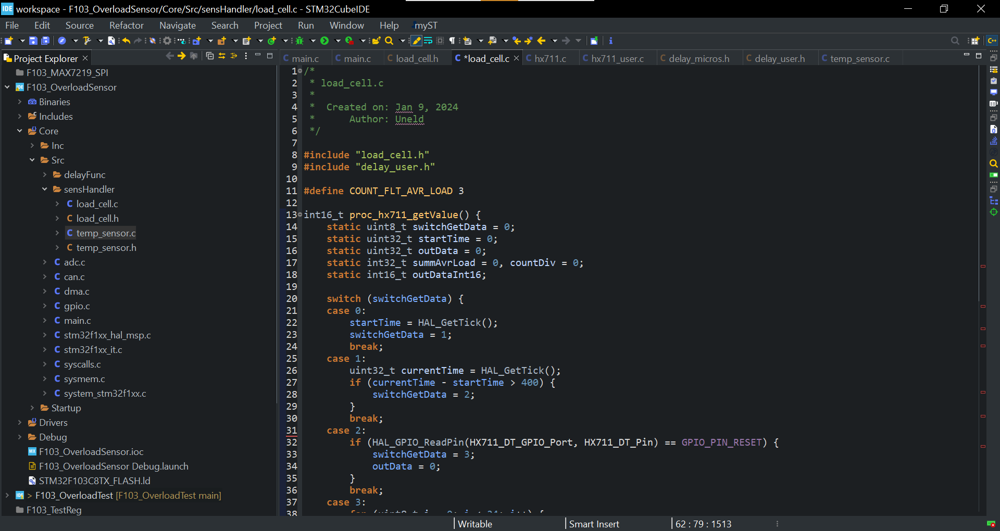 IDE workspace - F103_OverloadSensor/Core/Src/sensHandler/load_cell.c - STM32CubeIDE
File Edit Source Refactor Navigate Search Project Run Window Help myST
Project Explorer
main.c main.c load_cell.h *load_cell.c hx711.c hx711_user.c delay_micros.h delay_user.h temp_sensor.c
F103_MAX7219_SPI
F103_OverloadSensor
Binaries
Includes
Core
Inc
Src
delayFunc
sensHandler
load_cell.c
load_cell.h
temp_sensor.c
temp_sensor.h
adc.c
can.c
dma.c
gpio.c
main.c
stm32f1xx_hal_msp.c
stm32f1xx_it.c
syscalls.c
sysmem.c
system_stm32f1xx.c
Startup
Drivers
Debug
MX F103_OverloadSensor.ioc
F103_OverloadSensor Debug.launch
STM32F103C8TX_FLASH.ld
> F103_OverloadTest [F103_OverloadTest main]
F103_TestReg
1 /*
2  * load_cell.c
3  *
4  *  Created on: Jan 9, 2024
5  *      Author: Uneld
6  */
7
8 #include "load_cell.h"
9 #include "delay_user.h"
10
11 #define COUNT_FLT_AVR_LOAD 3
12
13 int16_t proc_hx711_getValue() {
14     static uint8_t switchGetData = 0;
15     static uint32_t startTime = 0;
16     static uint32_t outData = 0;
17     static int32_t summAvrLoad = 0, countDiv = 0;
18     static int16_t outDataInt16;
19
20     switch (switchGetData) {
21     case 0:
22         startTime = HAL_GetTick();
23         switchGetData = 1;
24         break;
25     case 1:
26         uint32_t currentTime = HAL_GetTick();
27         if (currentTime - startTime > 400) {
28             switchGetData = 2;
29         }
30         break;
31     case 2:
32         if (HAL_GPIO_ReadPin(HX711_DT_GPIO_Port, HX711_DT_Pin) == GPIO_PIN_RESET) {
33             switchGetData = 3;
34             outData = 0;
35         }
36         break;
37     case 3:
38
Writable Smart Insert 62 : 79 : 1513